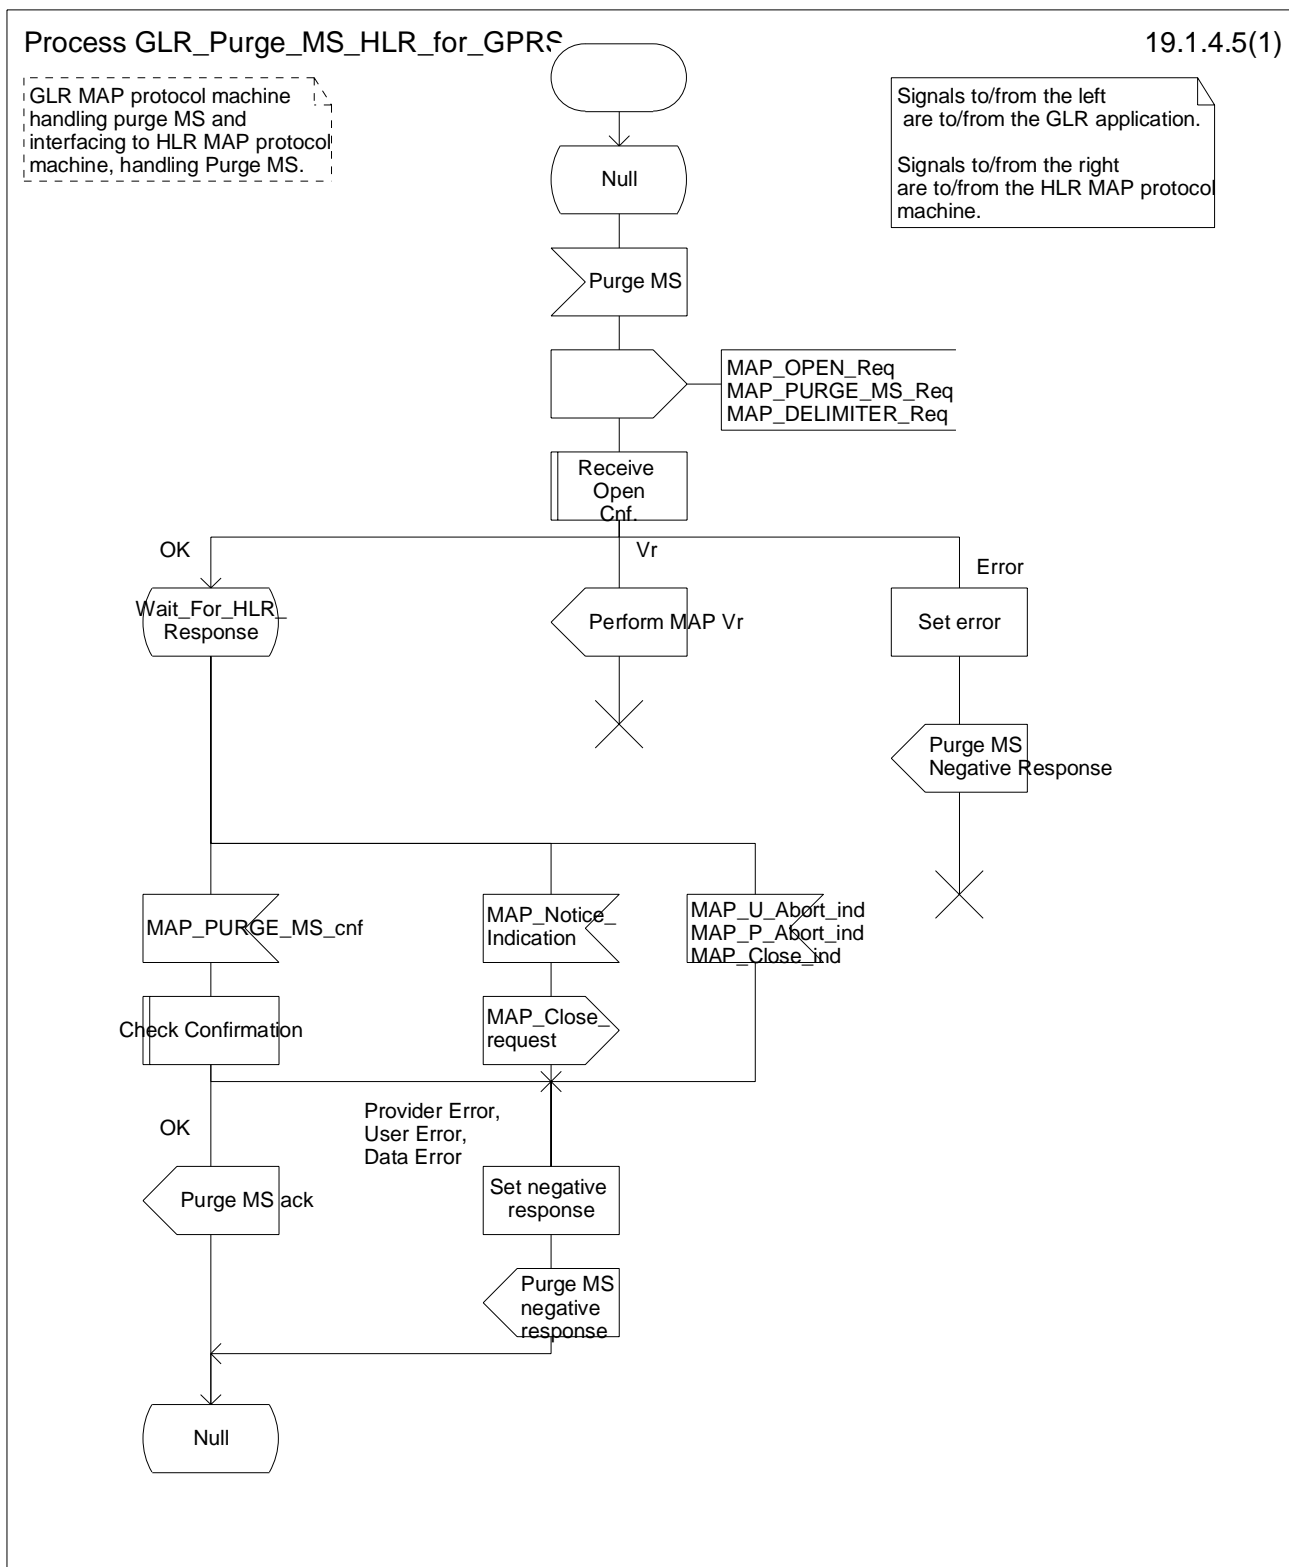 Process GLR_Purge_MS_HLR_for_GPRS
19.1.4.5(1)
GLR MAP protocol machine
handling purge MS and
interfacing to HLR MAP protocol
machine, handling Purge MS.
Signals to/from the left
are to/from the GLR application.
Signals to/from the right
are to/from the HLR MAP protocol
machine.
Null
Purge MS
MAP_OPEN_Req
MAP_PURGE_MS_Req
MAP_DELIMITER_Req
Receive
Open
Cnf.
OK
Vr
Error
Wait_For_HLR_
Response
Perform MAP Vr
Set error
Purge MS
Negative Response
MAP_PURGE_MS_cnf
MAP_Notice_
Indication
MAP_U_Abort_ind
MAP_P_Abort_ind
MAP_Close_ind
Check Confirmation
MAP_Close_
request
OK
Provider Error,
User Error,
Data Error
Purge MS ack
Set negative
response
Purge MS
negative
response
Null